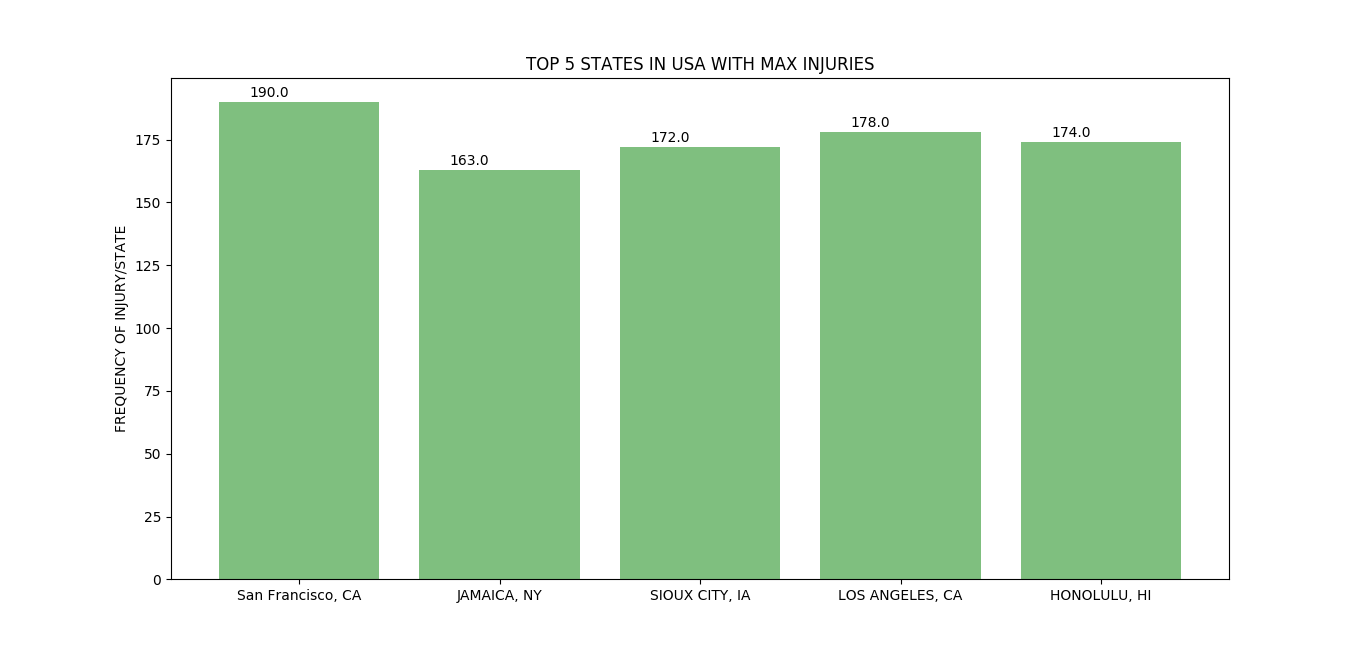 TOP 5 STATES IN USA WITH MAX INJURIES
190.0
163.0
172.0
178.0
174.0
FREQUENCY OF INJURY/STATE
175
150
125
100
75
50
25
0
San Francisco, CA
JAMAICA, NY
SIOUX CITY, IA
LOS ANGELES, CA
HONOLULU, HI